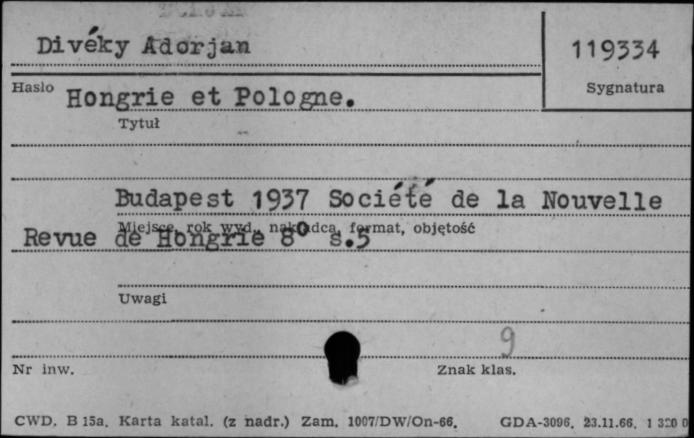 Divéky Adorjan
119334
Hasło
Sygnatura
Hongrie et Pologne.
Tytuł
Budapest 1937 Société de la Nouvelle
Miejsce, rok wyd., nakładca, format, objętość
Revue de Hongrie 8° s.5
Uwagi
9
Nr inw.
Znak klas.
CWD. B 15a. Karta katal. (z nadr.) Zam. 1007/DW/On-66. GDA-3096. 23.11.66.